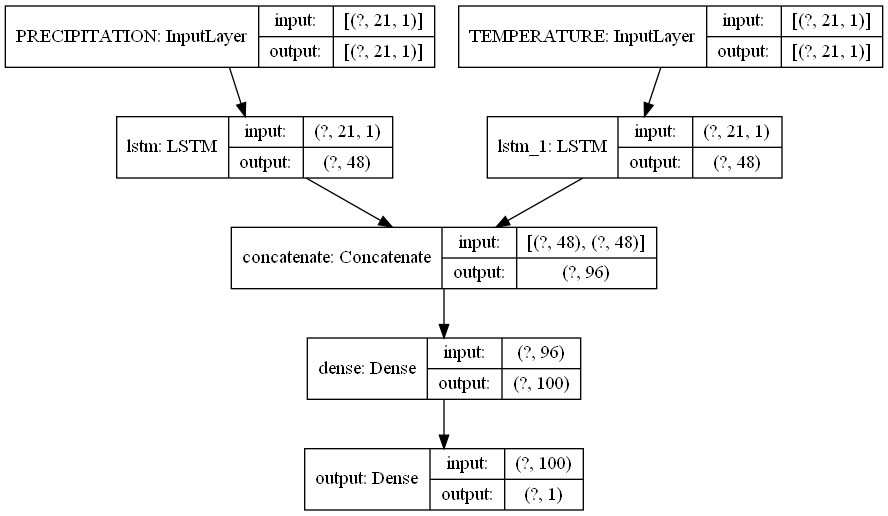 PRECIPITATION: InputLayer
input: [(?, 21, 1)]
output: [(?, 21, 1)]
TEMPERATURE: InputLayer
input: [(?, 21, 1)]
output: [(?, 21, 1)]
lstm: LSTM
input: (?, 21, 1)
output: (?, 48)
lstm_1: LSTM
input: (?, 21, 1)
output: (?, 48)
concatenate: Concatenate
input: [(?, 48), (?, 48)]
output: (?, 96)
dense: Dense
input: (?, 96)
output: (?, 100)
output: Dense
input: (?, 100)
output: (?, 1)